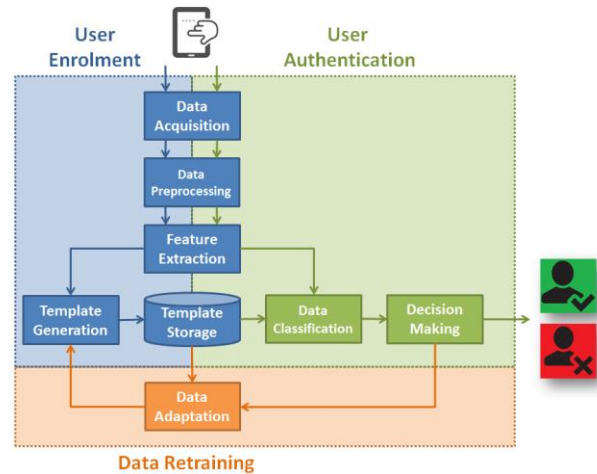 User
Enrolment
User
Authentication
Data
Acquisition
Data
Preprocessing
Feature
Extraction
Template
Generation
Template
Storage
Data
Classification
Decision
Making
Data
Adaptation
Data Retraining